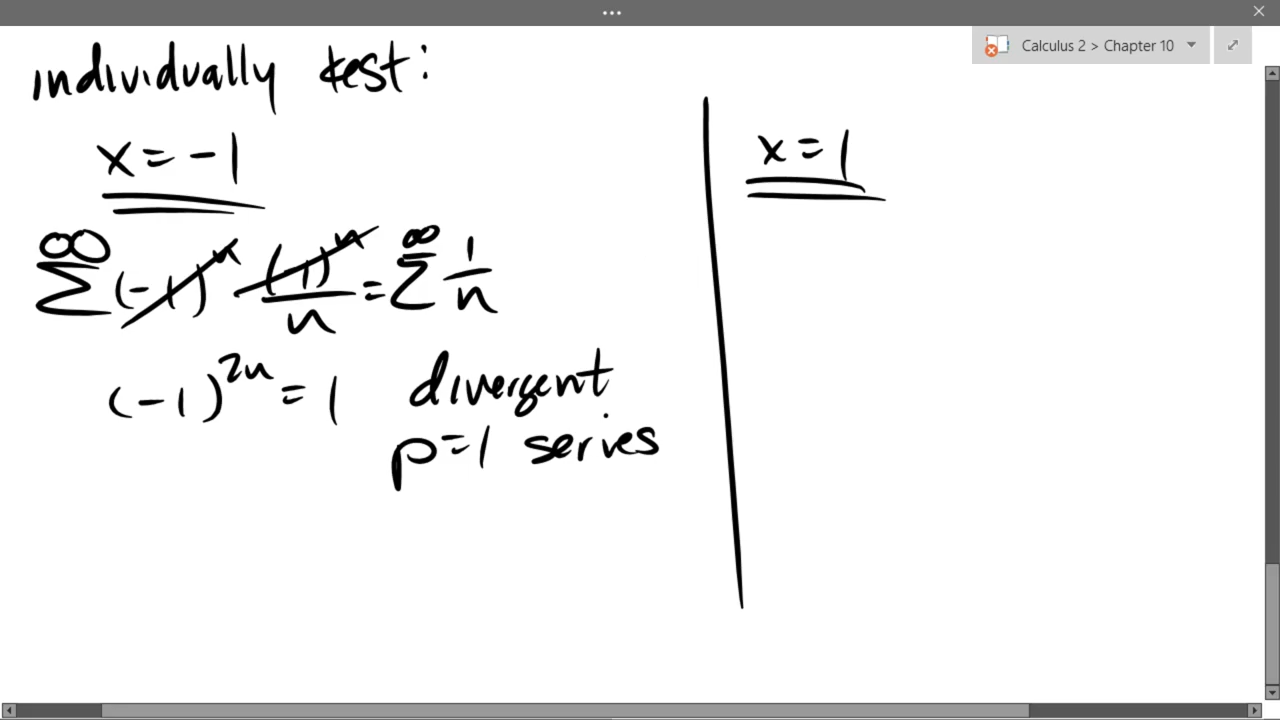 ...
Calculus 2 > Chapter 10
individually test:
x = -1
∞ ∑ (-1)ⁿ (-1)ⁿ/n = ∞ ∑ 1/n
(-1)²ⁿ = 1 divergent
p=1 series
x = 1